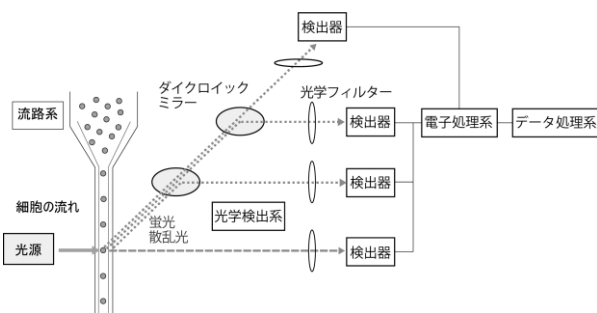 検出器
ダイクロイック
ミラー
光学フィルター
流路系
検出器
電子処理系
データ処理系
検出器
細胞の流れ
光学検出系
蛍光
散乱光
光源
検出器